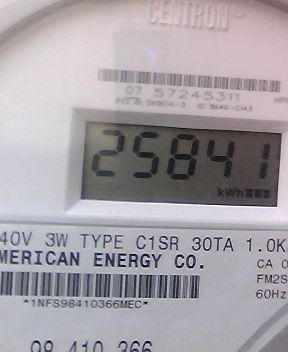 CENTRON®
07 57245311
25841
kWh
40V 3W TYPE C1SR 30TA 1.0K
MERICAN ENERGY CO.
CA 0
FM2S
60Hz
*1NFS98410366MEC*
98 410 366